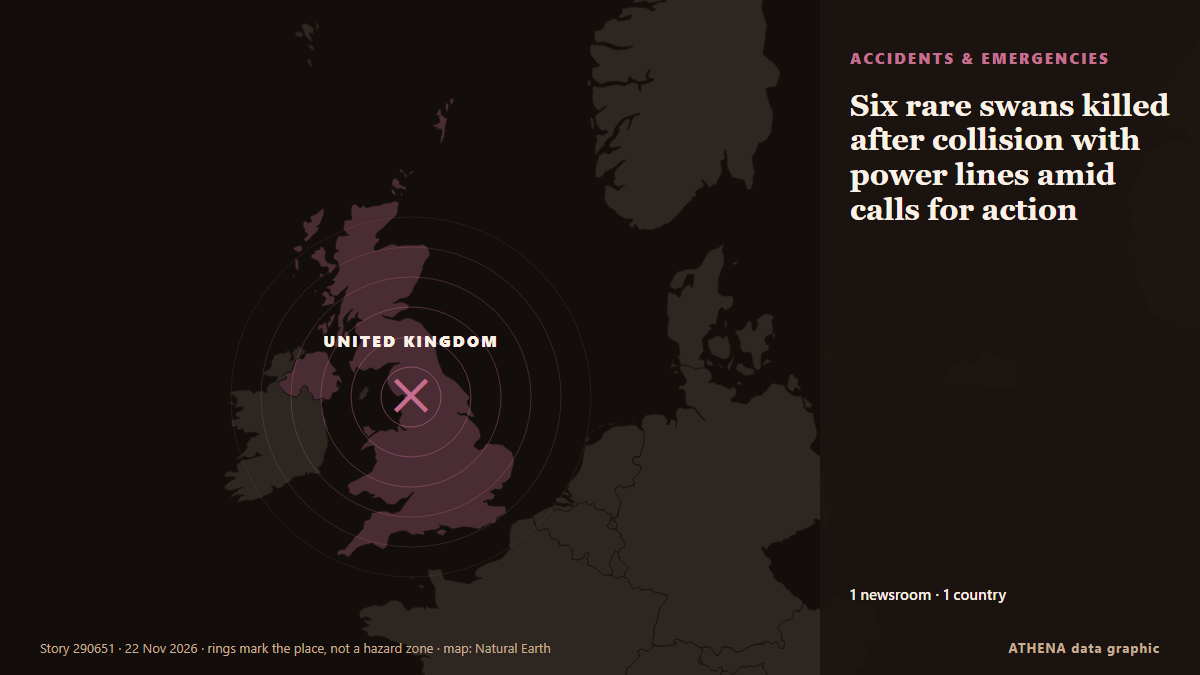 ACCIDENTS & EMERGENCIES
Six rare swans killed
after collision with
power lines amid
calls for action
UNITED KINGDOM
1 newsroom · 1 country
Story 290651 · 22 Nov 2026 · rings mark the place, not a hazard zone · map: Natural Earth
ATHENA data graphic